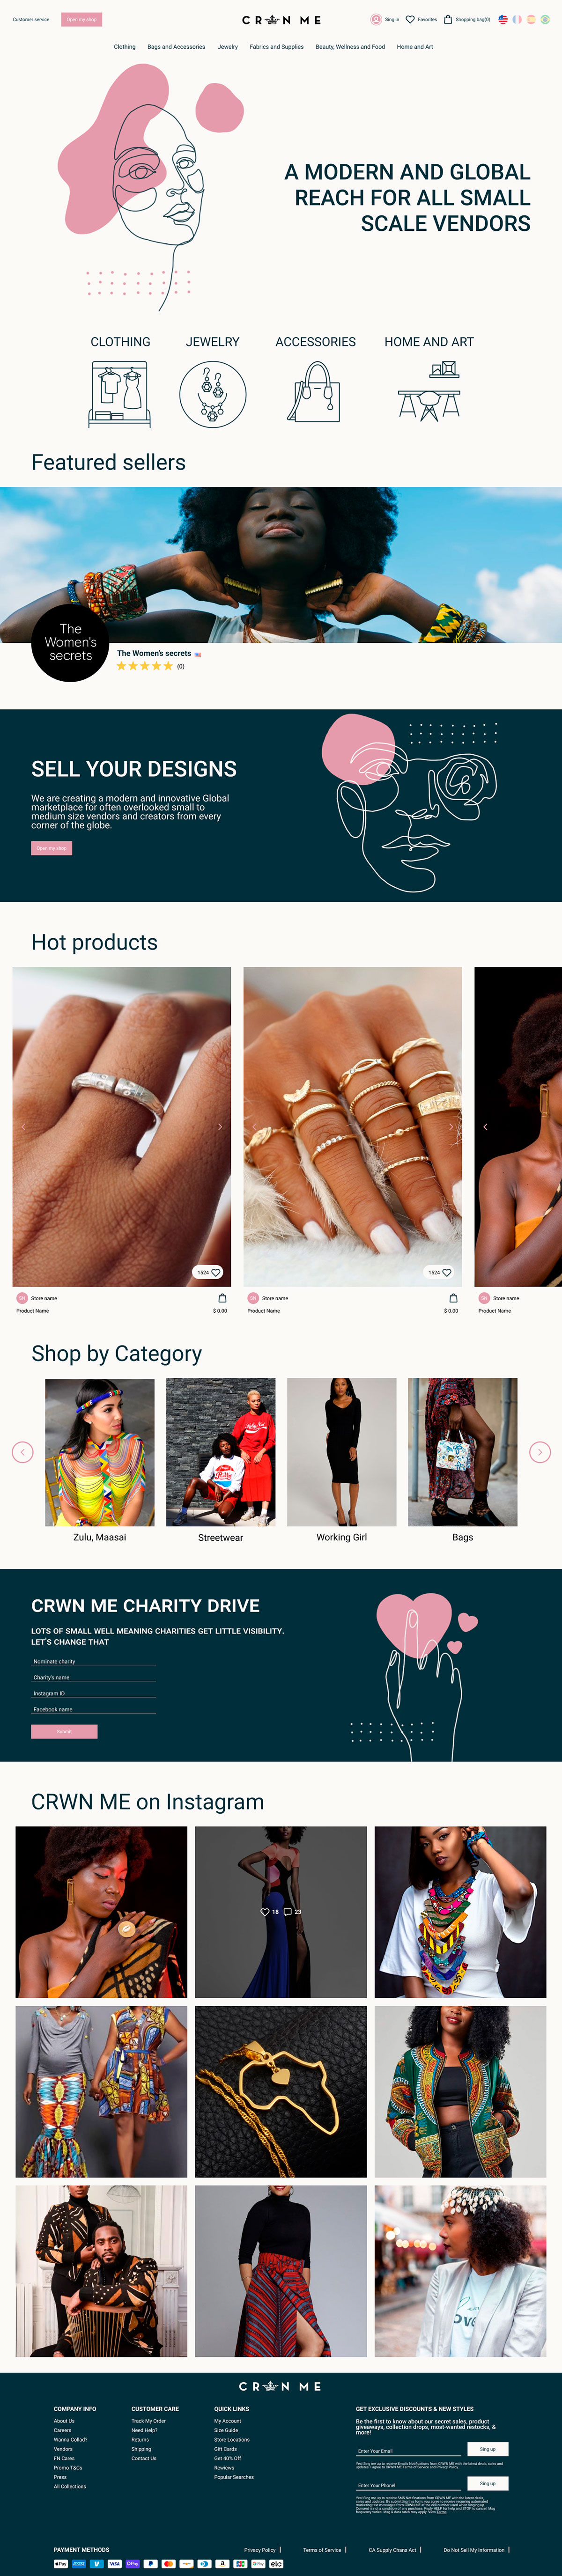 Customer service
Open my shop
CRWN ME
Sing in
Favorites
Shopping bag(0)
Clothing
Bags and Accessories
Jewelry
Fabrics and Supplies
Beauty, Wellness and Food
Home and Art
A MODERN AND GLOBAL
REACH FOR ALL SMALL
SCALE VENDORS
CLOTHING
JEWELRY
ACCESSORIES
HOME AND ART
Featured sellers
The
Women's
secrets
The Women's secrets
(0)
SELL YOUR DESIGNS
We are creating a modern and innovative Global
marketplace for often overlooked small to
medium size vendors and creators from every
corner of the globe.
Open my shop
Hot products
1524
1524
Store name
Product Name
$ 0.00
Store name
Product Name
$ 0.00
Store name
Product Name
Shop by Category
Zulu, Maasai
Streetwear
Working Girl
Bags
CRWN ME CHARITY DRIVE
LOTS OF SMALL WELL MEANING CHARITIES GET LITTLE VISIBILITY.
LET'S CHANGE THAT
Nominate charity
Charity's name
Instagram ID
Facebook name
Submit
CRWN ME on Instagram
18
23
CRWN ME
COMPANY INFO
About Us
Careers
Wanna Collad?
Vendors
FN Cares
Promo T&Cs
Press
All Collections
CUSTOMER CARE
Track My Order
Need Help?
Returns
Shipping
Contact Us
QUICK LINKS
My Account
Size Guide
Store Locations
Gift Cards
Get 40% Off
Rewiews
Popular Searches
GET EXCLUSIVE DISCOUNTS & NEW STYLES
Be the first to know about our secret sales, product
giveaways, collection drops, most-wanted restocks, &
more!
Enter Your Email
Sing up
Enter Your Phonel
Sing up
PAYMENT METHODS
Privacy Policy
Terms of Service
CA Supply Chane Act
Do Not Sell My Information
Pay
VISA
G Pay
elo